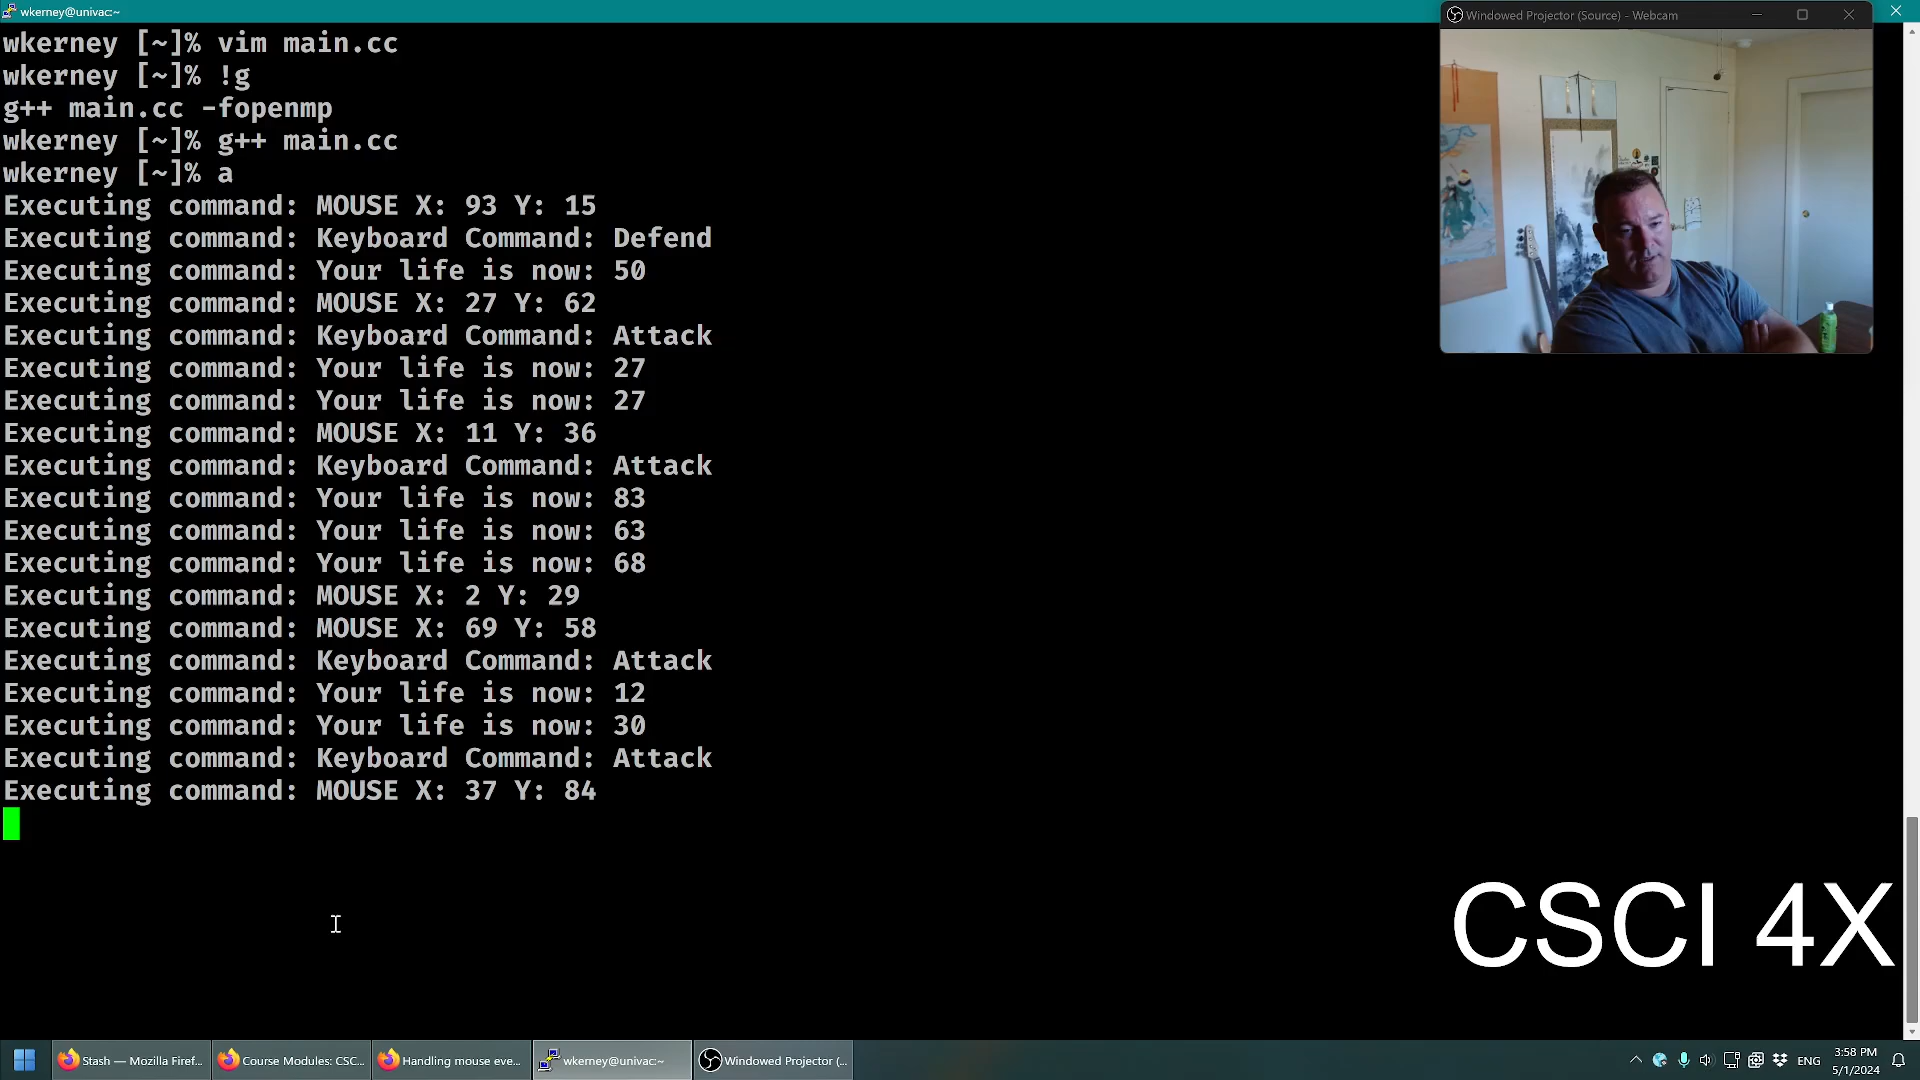 wkerney@univac:~
wkerney [~]% vim main.cc
wkerney [~]% !g
g++ main.cc -fopenmp
wkerney [~]% g++ main.cc
wkerney [~]% a
Executing command: MOUSE X: 93 Y: 15
Executing command: Keyboard Command: Defend
Executing command: Your life is now: 50
Executing command: MOUSE X: 27 Y: 62
Executing command: Keyboard Command: Attack
Executing command: Your life is now: 27
Executing command: Your life is now: 27
Executing command: MOUSE X: 11 Y: 36
Executing command: Keyboard Command: Attack
Executing command: Your life is now: 83
Executing command: Your life is now: 63
Executing command: Your life is now: 68
Executing command: MOUSE X: 2 Y: 29
Executing command: MOUSE X: 69 Y: 58
Executing command: Keyboard Command: Attack
Executing command: Your life is now: 12
Executing command: Your life is now: 30
Executing command: Keyboard Command: Attack
Executing command: MOUSE X: 37 Y: 84
Windowed Projector (Source) - Webcam
CSCI 4X
Stash — Mozilla Firef...
Course Modules: CSC...
Handling mouse eve...
wkerney@univac:~
Windowed Projector (...
ENG
3:58 PM
5/1/2024